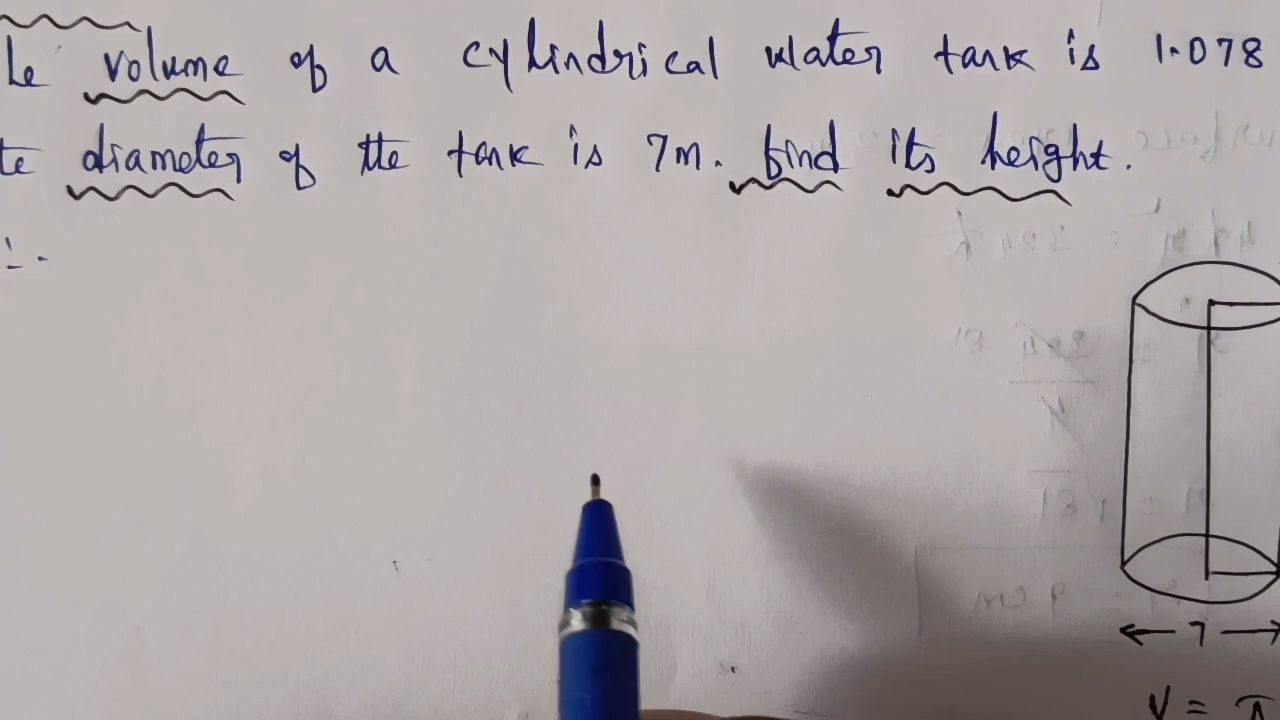 volume of a cylindrical water tank is 1.078
diameter of the tank is 7m. find its height.
7
V = π